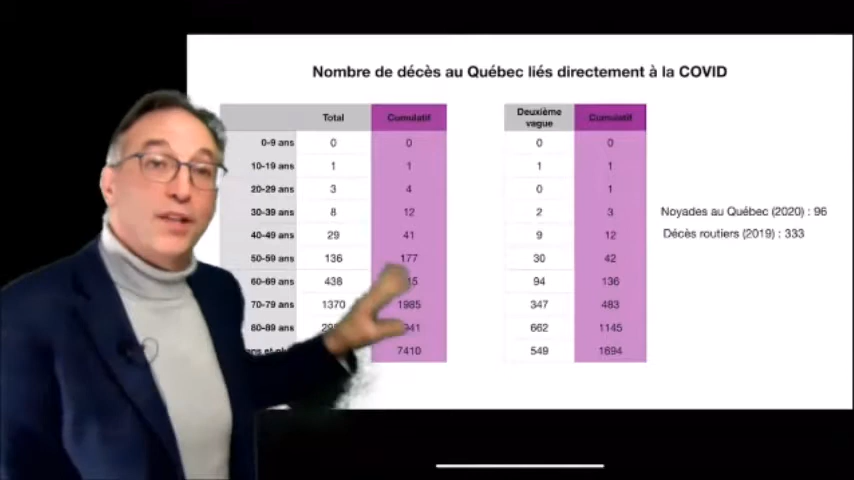 Nombre de décès au Québec liés directement à la COVID
Total Cumulatif
0-9 ans 0 0
10-19 ans 1 1
20-29 ans 3 4
30-39 ans 8 12
40-49 ans 29 41
50-59 ans 136 177
60-69 ans 438
70-79 ans 1370 1985
80-89 ans
7410
Deuxième
vague
Cumulatif
0 0
1 1
0 1
2 3
9 12
30 42
94 136
347 483
662 1145
549 1694
Noyades au Québec (2020) : 96
Décès routiers (2019) : 333